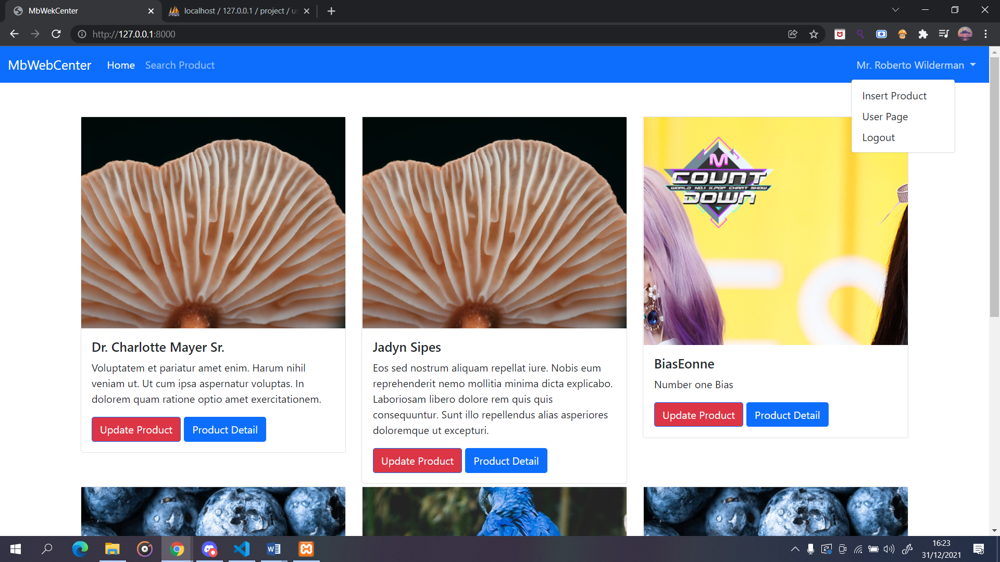 MbWekCenter
localhost / 127.0.0.1 / project / us
http://127.0.0.1:8000
MbWebCenter
Home
Search Product
Mr. Roberto Wilderman
Insert Product
User Page
Logout
M
COUNT
WORLD NO.1 K.POP CHART SHOW
DOWN
Dr. Charlotte Mayer Sr.
Voluptatem et pariatur amet enim. Harum nihil
veniam ut. Ut cum ipsa aspernatur voluptas. In
dolorem quam ratione optio amet exercitationem.
Update Product
Product Detail
Jadyn Sipes
Eos sed nostrum aliquam repellat iure. Nobis eum
reprehenderit nemo mollitia minima dicta explicabo.
Laboriosam libero dolore rem quis quis
consequuntur. Sunt illo repellendus alias asperiores
doloremque ut excepturi.
Update Product
Product Detail
BiasEonne
Number one Bias
Update Product
Product Detail
16:23
31/12/2021